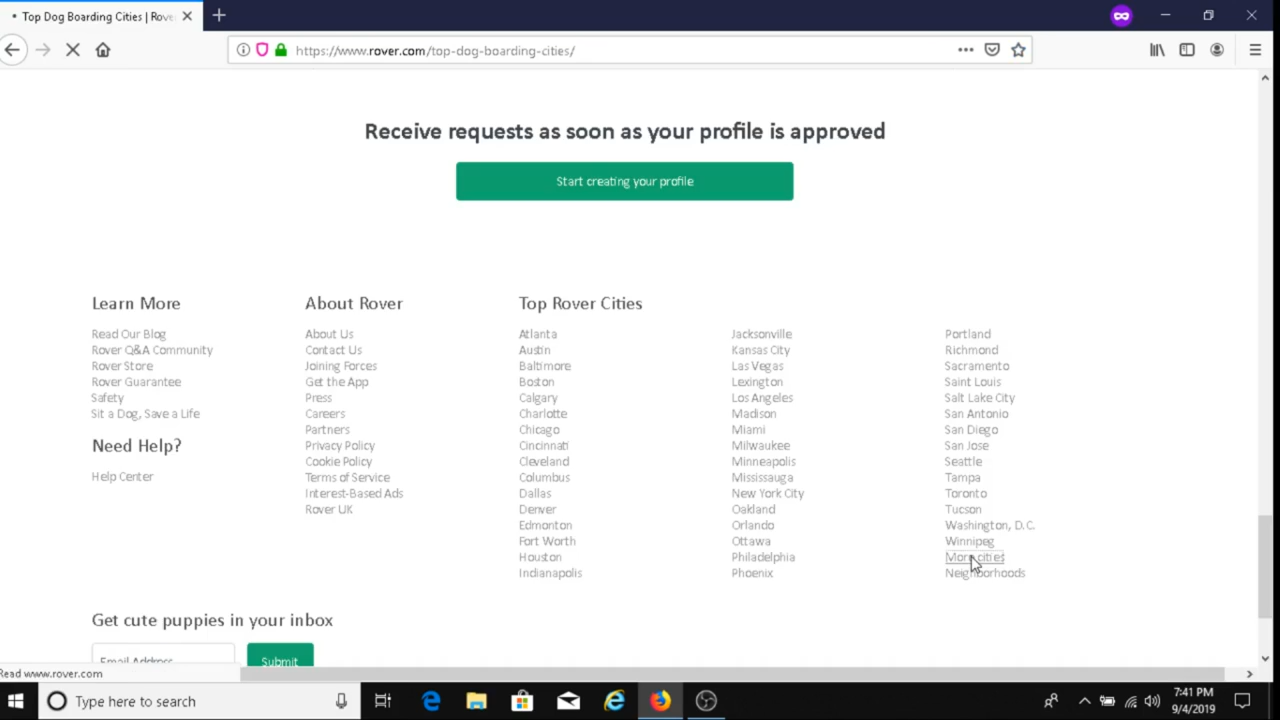 Top Dog Boarding Cities | Rove
https://www.rover.com/top-dog-boarding-cities/
Receive requests as soon as your profile is approved
Start creating your profile
Learn More
Read Our Blog
Rover Q&A Community
Rover Store
Rover Guarantee
Safety
Sit a Dog, Save a Life
Need Help?
Help Center
About Rover
About Us
Contact Us
Joining Forces
Get the App
Press
Careers
Partners
Privacy Policy
Cookie Policy
Terms of Service
Interest-Based Ads
Rover UK
Top Rover Cities
Atlanta
Austin
Baltimore
Boston
Calgary
Charlotte
Chicago
Cincinnati
Cleveland
Columbus
Dallas
Denver
Edmonton
Fort Worth
Houston
Indianapolis
Jacksonville
Kansas City
Las Vegas
Lexington
Los Angeles
Madison
Miami
Milwaukee
Minneapolis
Mississauga
New York City
Oakland
Orlando
Ottawa
Philadelphia
Phoenix
Portland
Richmond
Sacramento
Saint Louis
Salt Lake City
San Antonio
San Diego
San Jose
Seattle
Tampa
Toronto
Tucson
Washington, D.C.
Winnipeg
More cities
Neighborhoods
Get cute puppies in your inbox
Email Address
Submit
Read www.rover.com
Type here to search
7:41 PM
9/4/2019